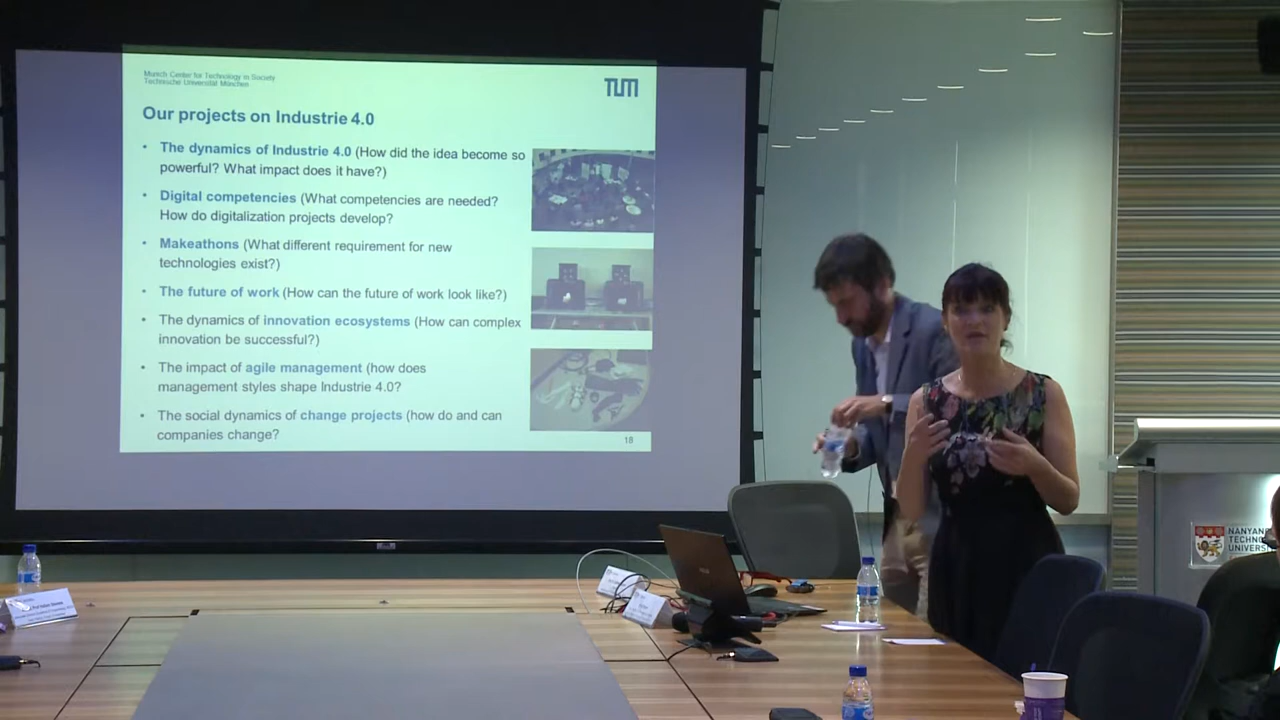 Munich Center for Technology in Society
Technische Universität München
TUM
Our projects on Industrie 4.0
• The dynamics of Industrie 4.0 (How did the idea become so
powerful? What impact does it have?)
• Digital competencies (What competencies are needed?
How do digitalization projects develop?
• Makeathons (What different requirement for new
technologies exist?)
• The future of work (How can the future of work look like?)
• The dynamics of innovation ecosystems (How can complex
innovation be successful?)
• The impact of agile management (how does
management styles shape Industrie 4.0?
• The social dynamics of change projects (how do and can
companies change?
18
NANYANG
TECHNO
UNIVERSI